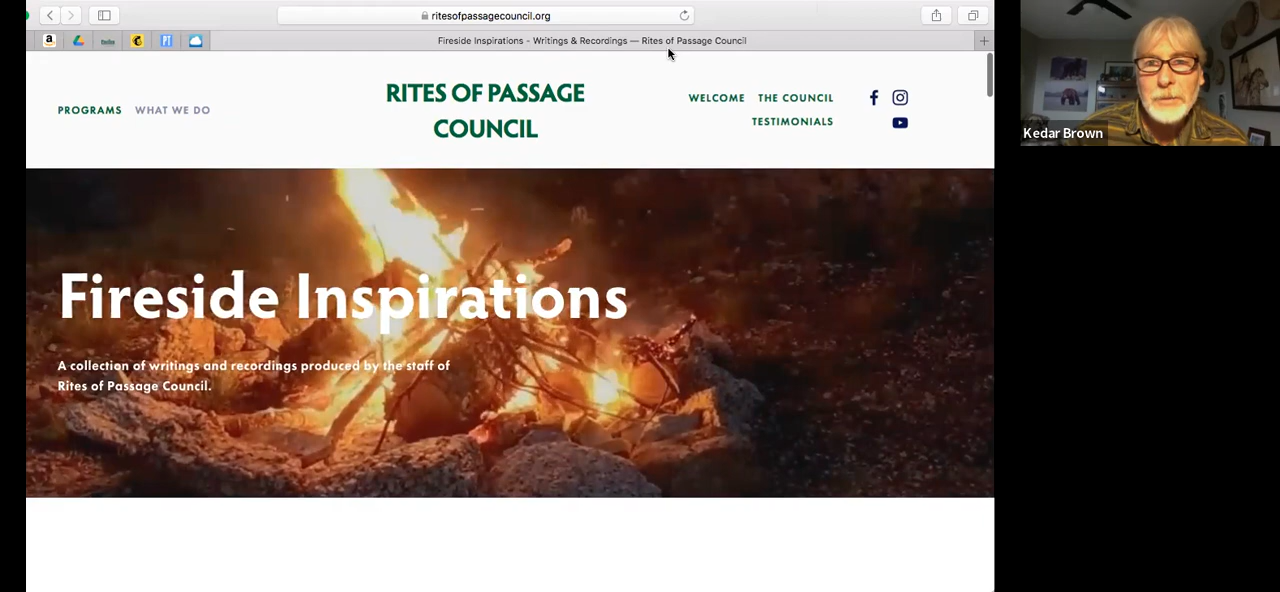 ritesofpassagecouncil.org
Fireside Inspirations - Writings & Recordings — Rites of Passage Council
PROGRAMS WHAT WE DO
RITES OF PASSAGE
COUNCIL
WELCOME THE COUNCIL
TESTIMONIALS
Kedar Brown
Fireside Inspirations
A collection of writings and recordings produced by the staff of
Rites of Passage Council.